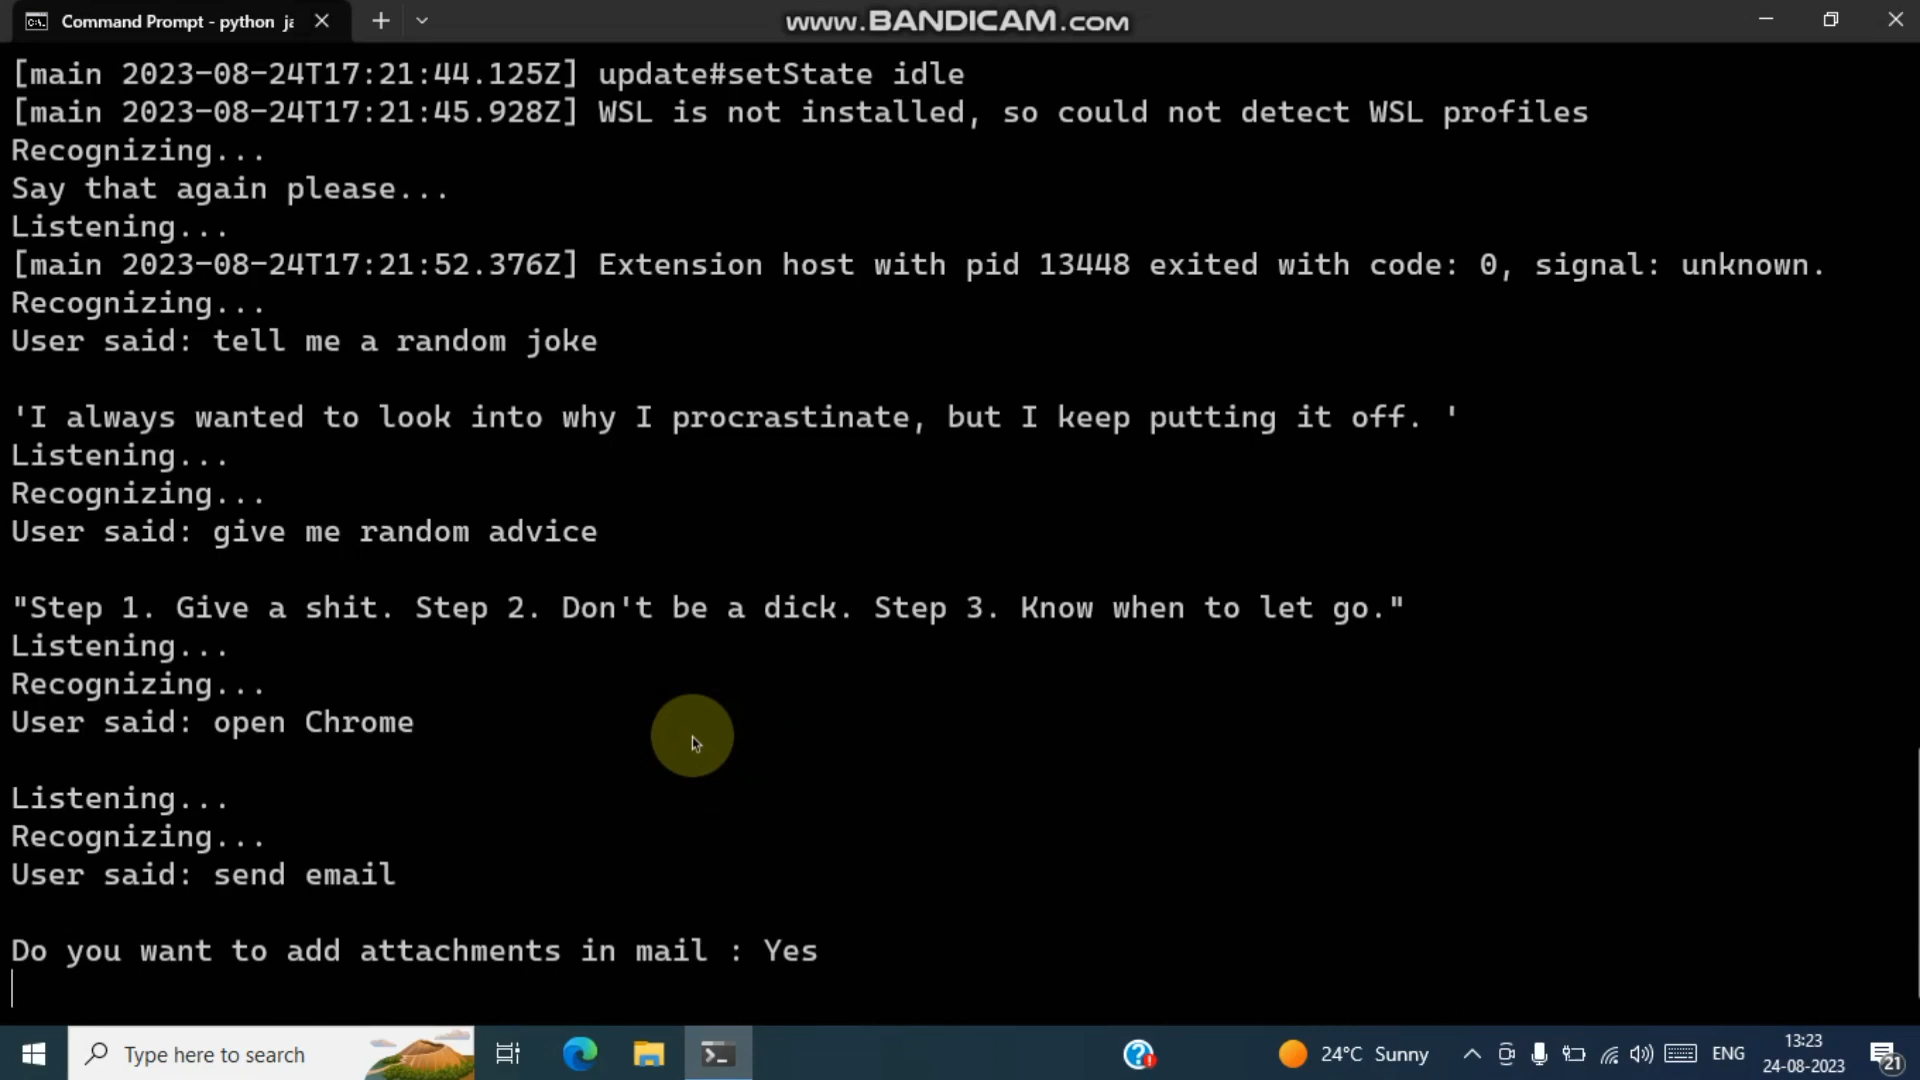 Command Prompt - python ja
www.BANDICAM.com
[main 2023-08-24T17:21:44.125Z] update#setState idle
[main 2023-08-24T17:21:45.928Z] WSL is not installed, so could not detect WSL profiles
Recognizing...
Say that again please...
Listening...
[main 2023-08-24T17:21:52.376Z] Extension host with pid 13448 exited with code: 0, signal: unknown.
Recognizing...
User said: tell me a random joke
'I always wanted to look into why I procrastinate, but I keep putting it off. '
Listening...
Recognizing...
User said: give me random advice
"Step 1. Give a shit. Step 2. Don't be a dick. Step 3. Know when to let go."
Listening...
Recognizing...
User said: open Chrome
Listening...
Recognizing...
User said: send email
Do you want to add attachments in mail : Yes
Type here to search
24°C Sunny
ENG
13:23
24-08-2023
21